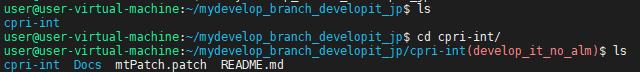 user@user-virtual-machine:~/mydevelop_branch_developit_jp$ ls
cpri-int
user@user-virtual-machine:~/mydevelop_branch_developit_jp$ cd cpri-int/
user@user-virtual-machine:~/mydevelop_branch_developit_jp/cpri-int(develop_it_no_alm)$ ls
cpri-int  Docs  mtPatch.patch  README.md